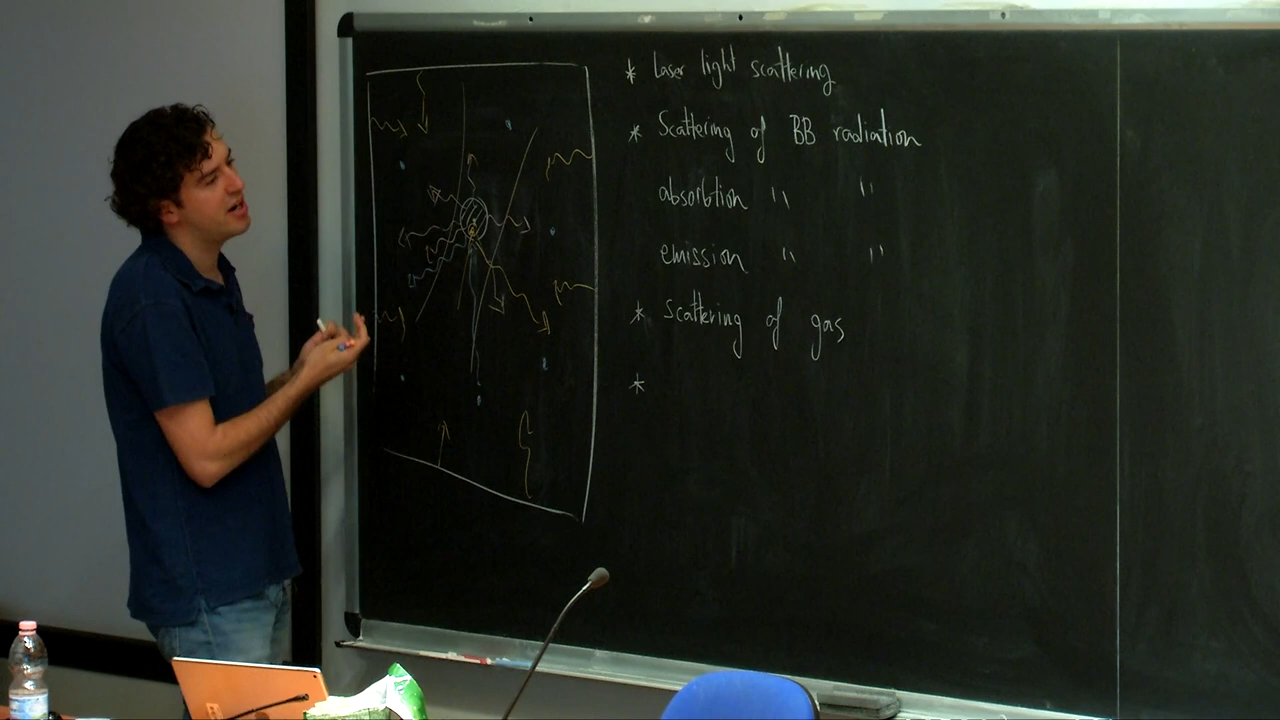 * Laser light scattering
* Scattering of BB radiation
absorbtion " "
emission " "
* Scattering of gas
*